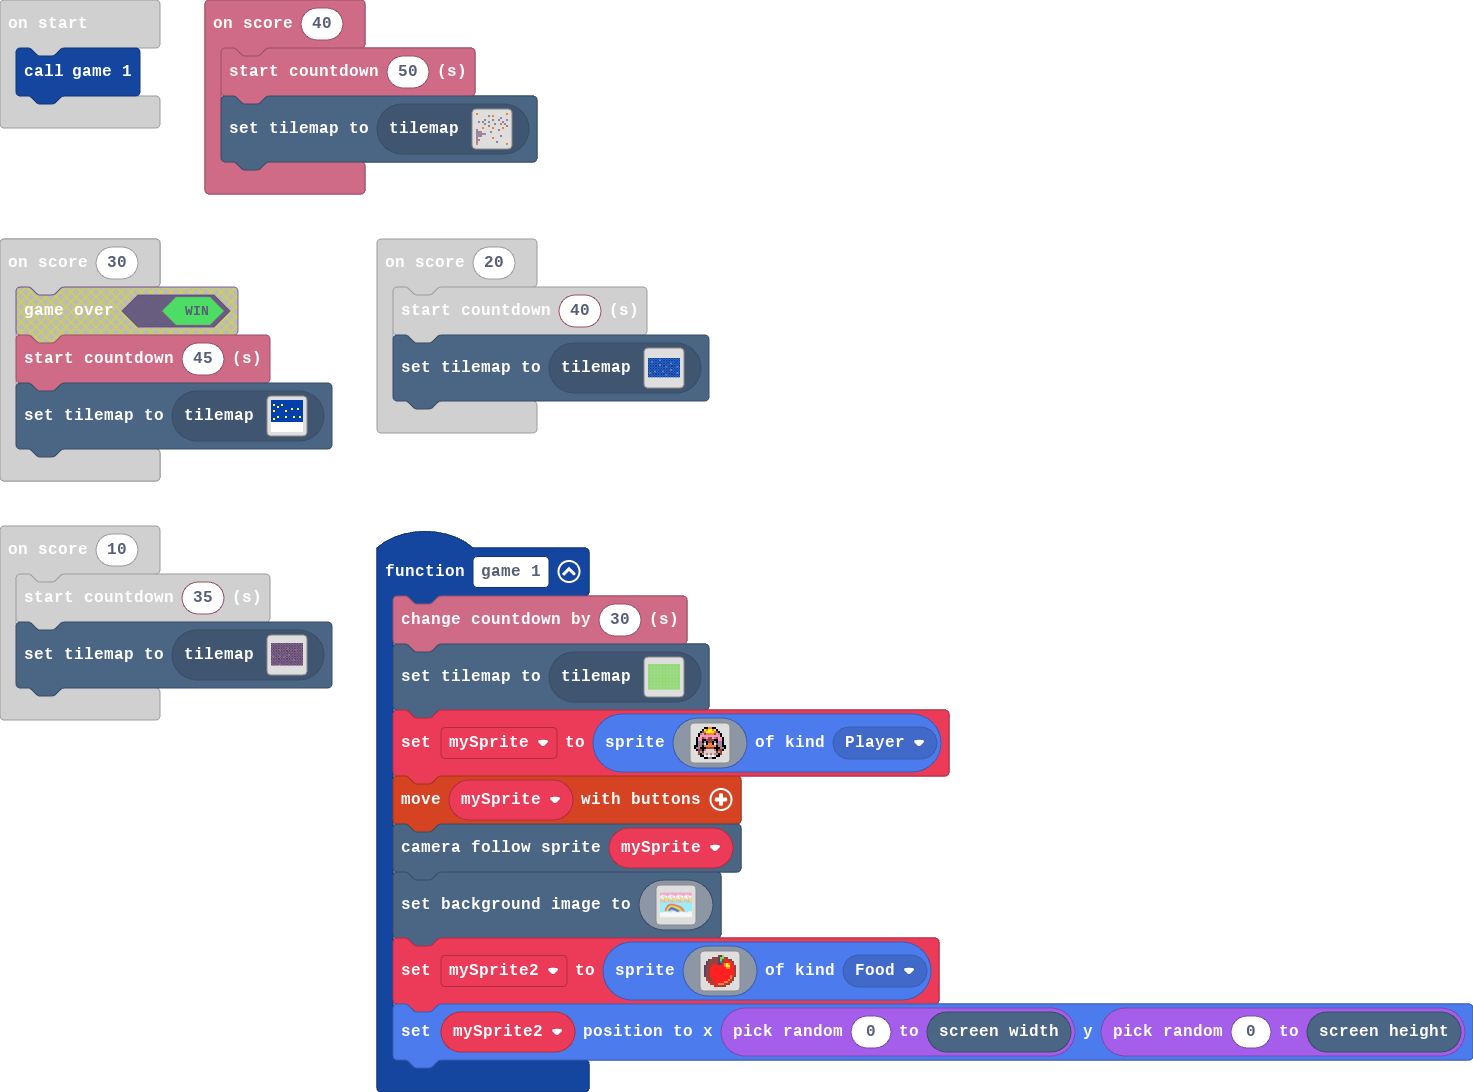 on start
call game 1
on score 40
start countdown 50 (s)
set tilemap to tilemap
on score 30
game over WIN
start countdown 45 (s)
set tilemap to tilemap
on score 20
start countdown 40 (s)
set tilemap to tilemap
on score 10
start countdown 35 (s)
set tilemap to tilemap
function game 1
change countdown by 30 (s)
set tilemap to tilemap
set mySprite to sprite of kind Player
move mySprite with buttons
camera follow sprite mySprite
set background image to
set mySprite2 to sprite of kind Food
set mySprite2 position to x pick random 0 to screen width y pick random 0 to screen height